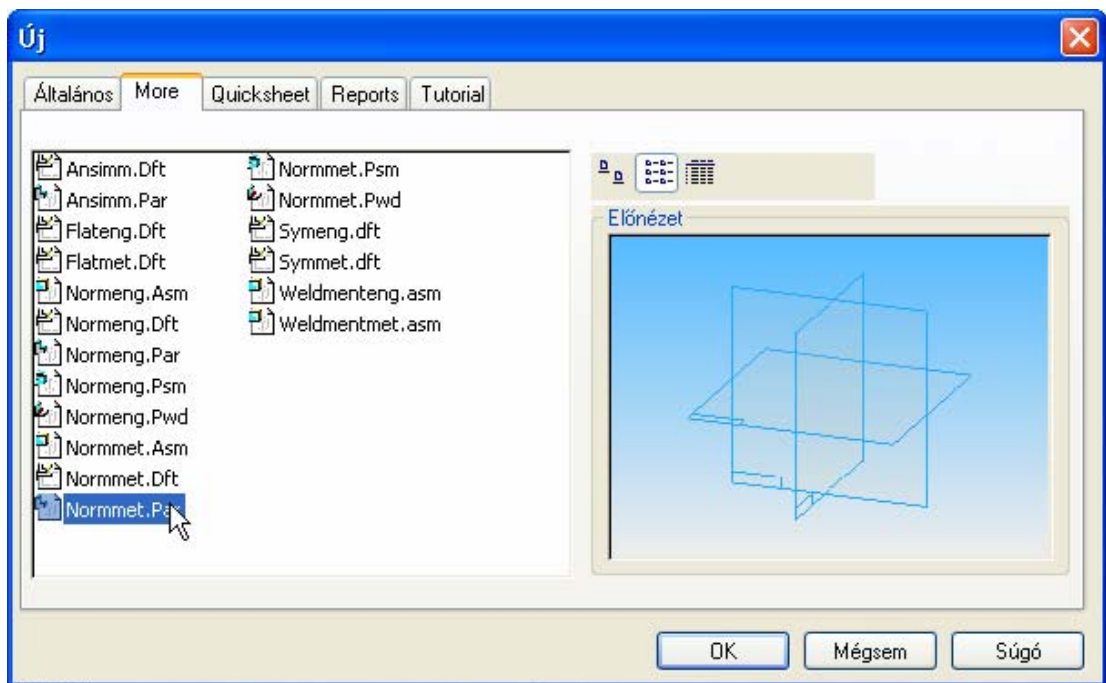 Új
Általános More Quicksheet Reports Tutorial
Ansimm.Dft
Ansimm.Par
Flateng.Dft
Flatmet.Dft
Normeng.Asm
Normeng.Dft
Normeng.Par
Normeng.Psm
Normeng.Pwd
Normmet.Asm
Normmet.Dft
Normmet.Par
Normmet.Psm
Normmet.Pwd
Symeng.dft
Symmet.dft
Weldmenteng.asm
Weldmentmet.asm
Előnézet
OK Mégsem Súgó